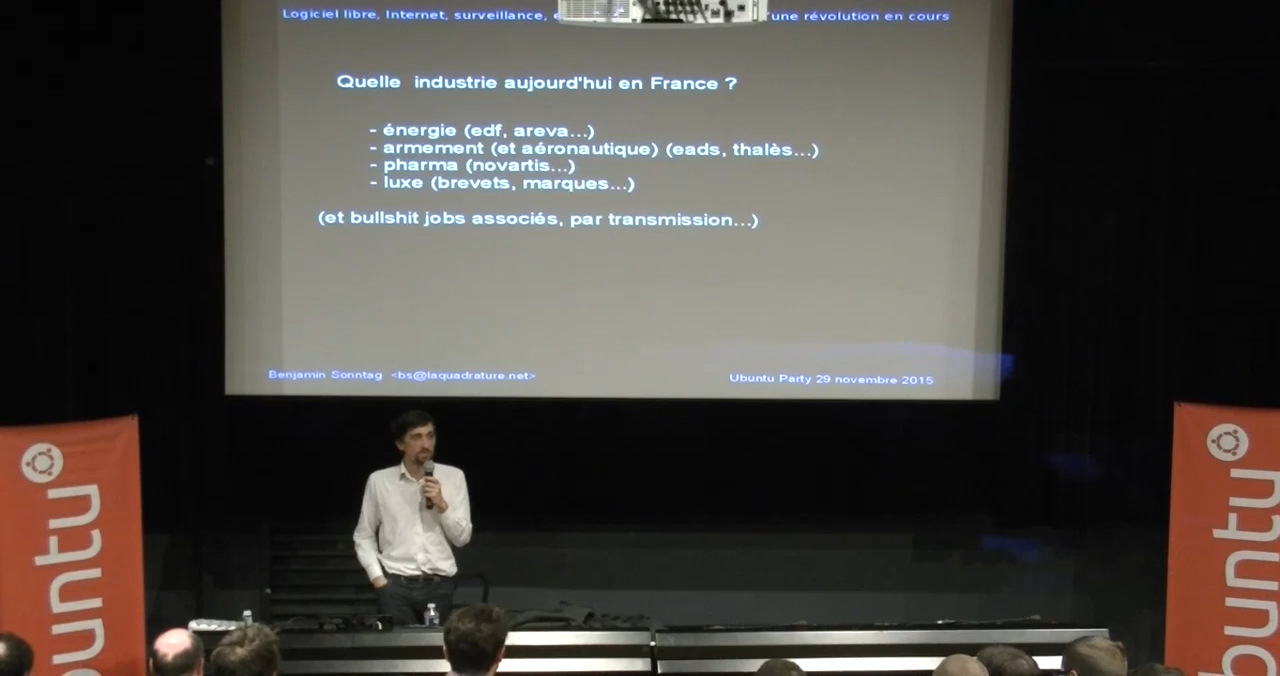 Logiciel libre, Internet, surveillance, 'une révolution en cours
Quelle industrie aujourd'hui en France ?
- énergie (edf, areva...)
- armement (et aéronautique) (eads, thalès...)
- pharma (novartis...)
- luxe (brevets, marques...)
(et bullshit jobs associés, par transmission...)
Benjamin Sonntag <bs@laquadrature.net>
Ubuntu Party 29 novembre 2015
buntu
buntu